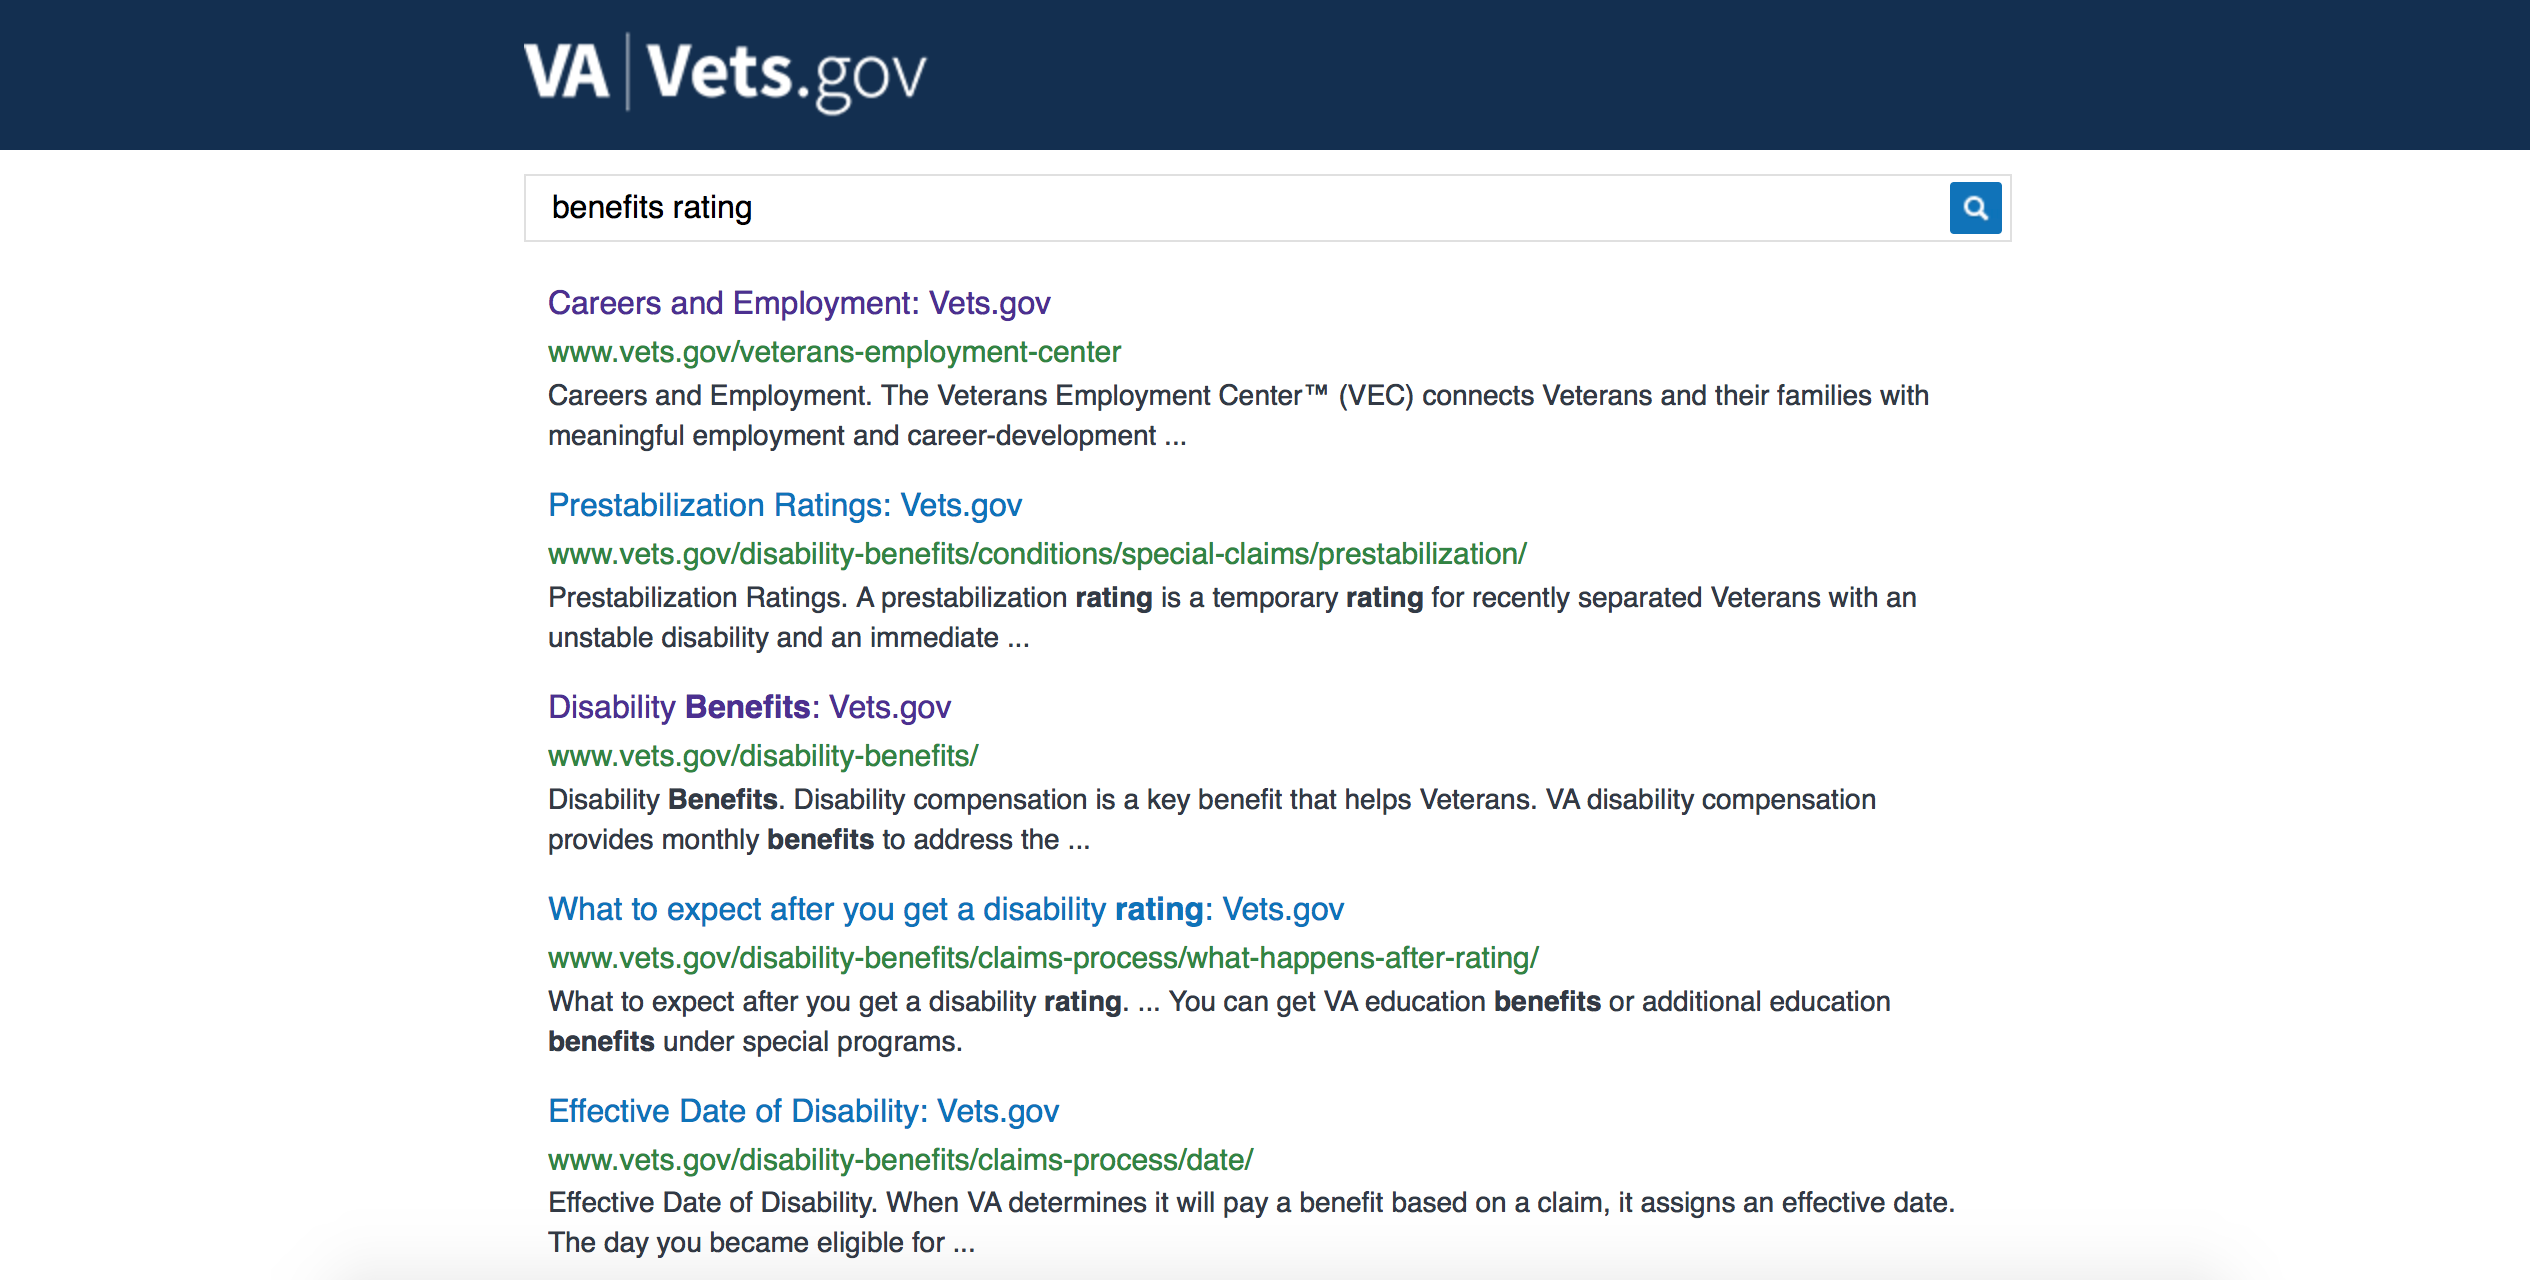 VA | Vets.gov
benefits rating
Careers and Employment: Vets.gov
www.vets.gov/veterans-employment-center
Careers and Employment. The Veterans Employment Center™ (VEC) connects Veterans and their families with
meaningful employment and career-development ...
Prestabilization Ratings: Vets.gov
www.vets.gov/disability-benefits/conditions/special-claims/prestabilization/
Prestabilization Ratings. A prestabilization rating is a temporary rating for recently separated Veterans with an
unstable disability and an immediate ...
Disability Benefits: Vets.gov
www.vets.gov/disability-benefits/
Disability Benefits. Disability compensation is a key benefit that helps Veterans. VA disability compensation
provides monthly benefits to address the ...
What to expect after you get a disability rating: Vets.gov
www.vets.gov/disability-benefits/claims-process/what-happens-after-rating/
What to expect after you get a disability rating. ... You can get VA education benefits or additional education
benefits under special programs.
Effective Date of Disability: Vets.gov
www.vets.gov/disability-benefits/claims-process/date/
Effective Date of Disability. When VA determines it will pay a benefit based on a claim, it assigns an effective date.
The day you became eligible for ...